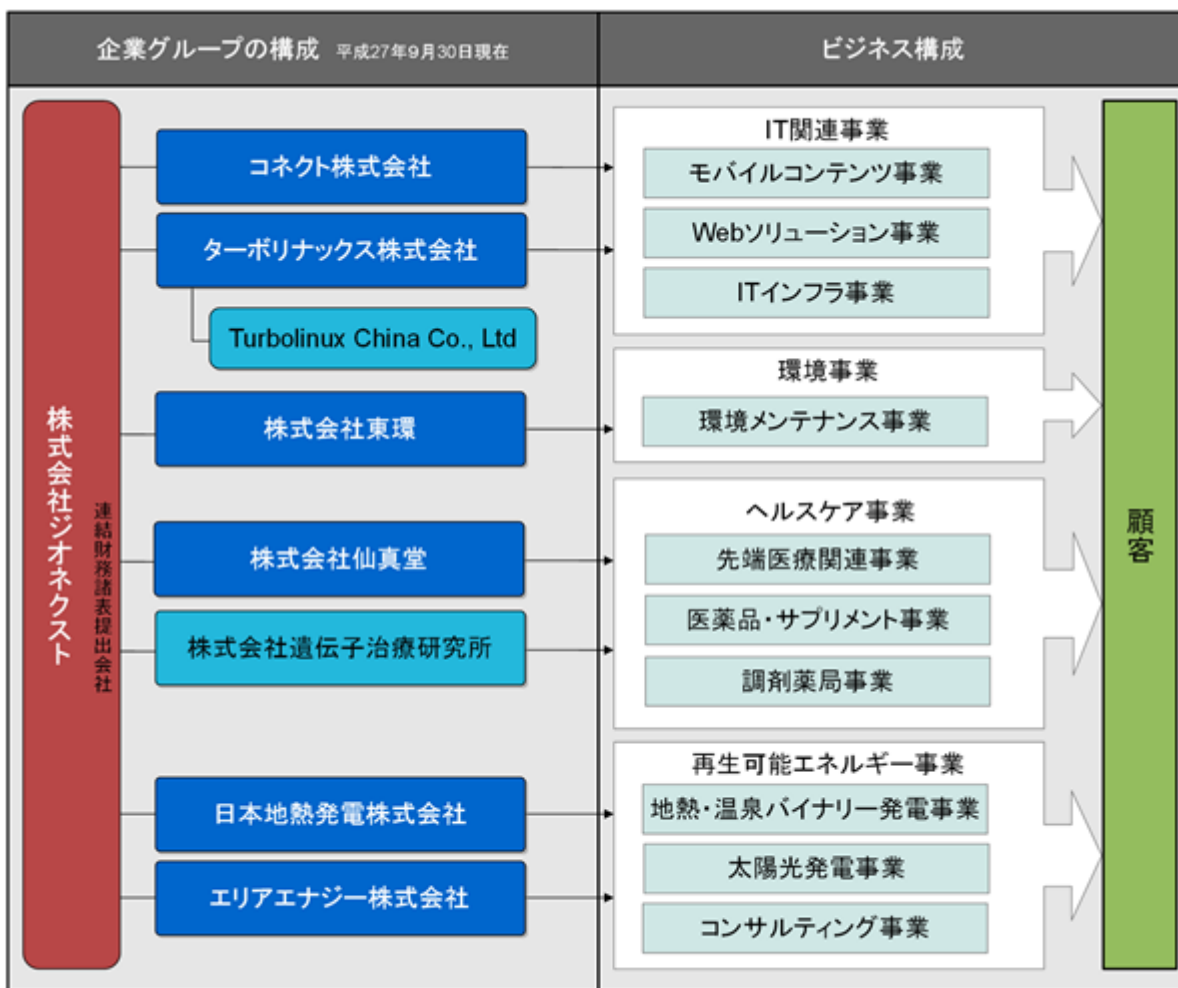 企業グループの構成 平成27年9月30日現在
ビジネス構成
株式会社ジオネクスト
連結財務諸表提出会社
コネクト株式会社
ターボリナックス株式会社
Turbolinux China Co., Ltd
株式会社東環
株式会社仙真堂
株式会社遺伝子治療研究所
日本地熱発電株式会社
エリアエナジー株式会社
IT関連事業
モバイルコンテンツ事業
Webソリューション事業
ITインフラ事業
環境事業
環境メンテナンス事業
ヘルスケア事業
先端医療関連事業
医薬品・サプリメント事業
調剤薬局事業
再生可能エネルギー事業
地熱・温泉バイナリー発電事業
太陽光発電事業
コンサルティング事業
顧客